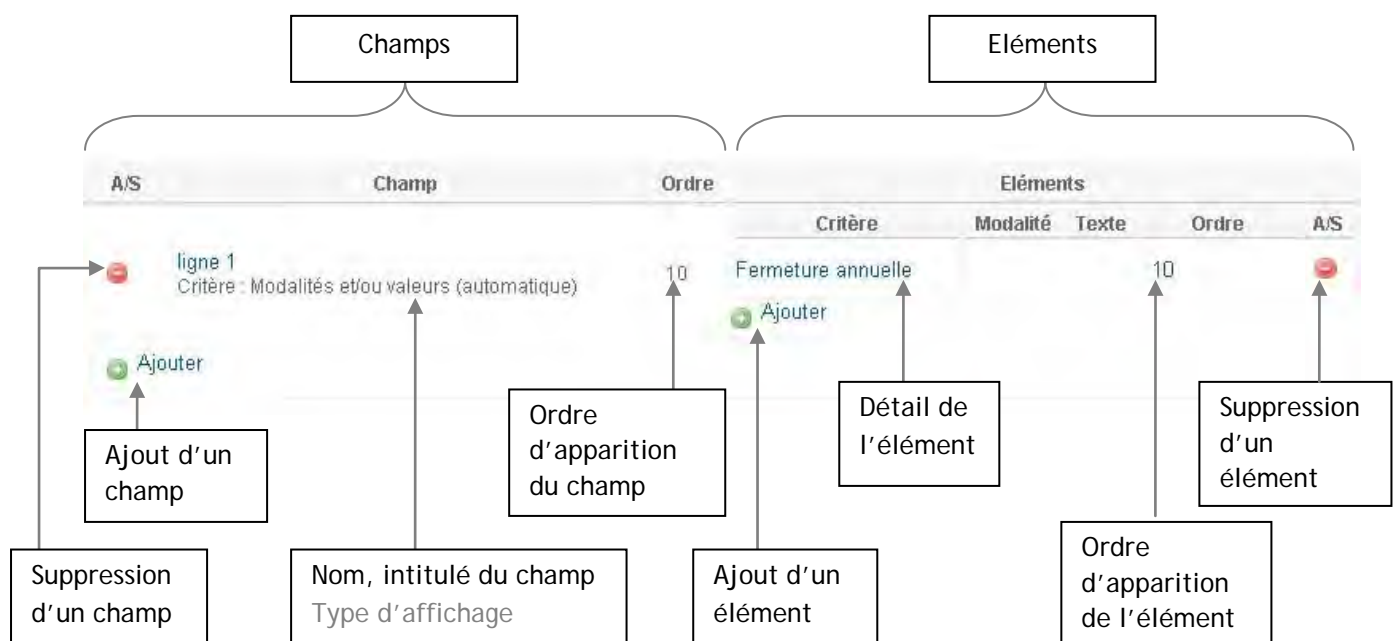 Champs
Eléments
A/S Champ Ordre Eléments
Critère Modalité Texte Ordre A/S
ligne 1
Critère : Modalités et/ou valeurs (automatique)
10
Fermeture annuelle
10
Ajouter
Ajouter
Ajout d'un
champ
Ordre
d'apparition
du champ
Détail de
l'élément
Suppression
d'un
élément
Suppression
d'un champ
Nom, intitulé du champ
Type d'affichage
Ajout d'un
élément
Ordre
d'apparition
de l'élément